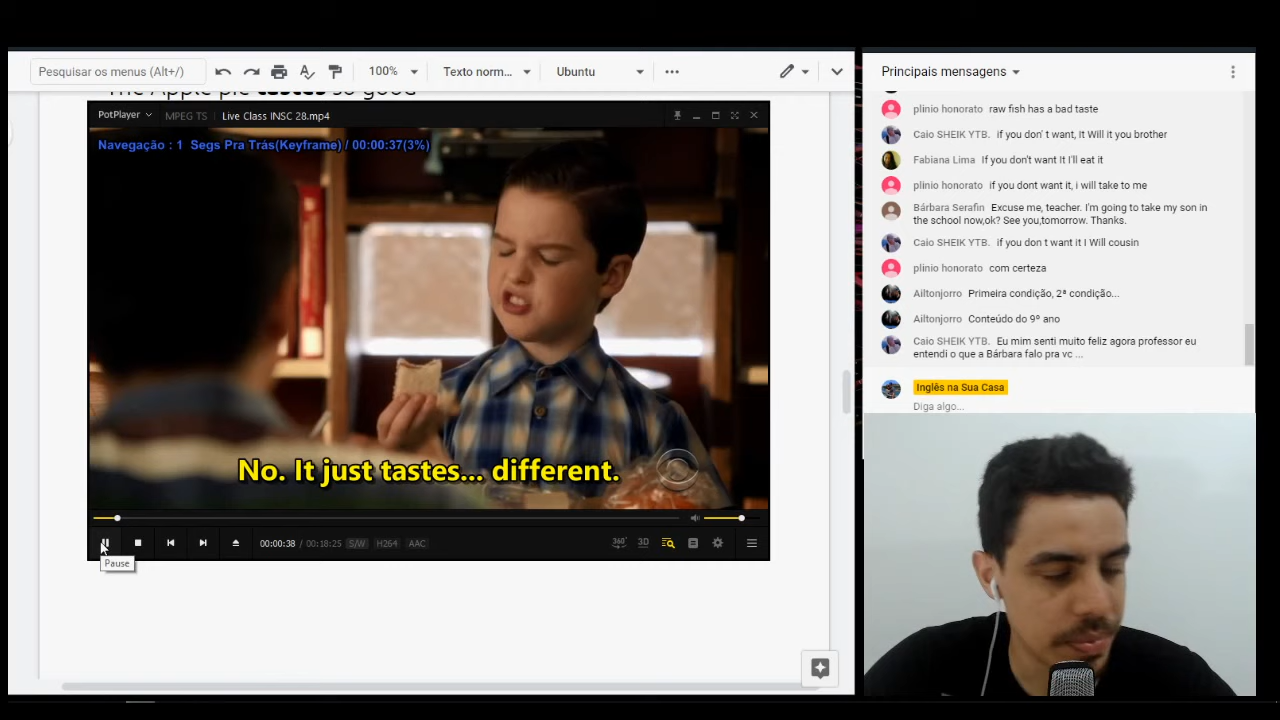 Pesquisar os menus (Alt+/)
100%
Texto norm...
Ubuntu
The Apple pie tastes so good
PotPlayer
MPEG TS
Live Class INSC 28.mp4
Navegação : 1 Segs Pra Trás(Keyframe) / 00:00:37(3%)
No. It just tastes... different.
00:00:38 / 00:18:25 S/W H264 AAC
360°
3D
Pause
Principais mensagens
plinio honorato raw fish has a bad taste
Caio SHEIK YTB. if you don' t want, It Will it you brother
Fabiana Lima If you don't want It I'll eat it
plinio honorato if you dont want it, i will take to me
Bárbara Serafin Excuse me, teacher. I'm going to take my son in
the school now,ok? See you,tomorrow. Thanks.
Caio SHEIK YTB. if you don t want it I Will cousin
plinio honorato com certeza
Ailtonjorro Primeira condição, 2ª condição...
Ailtonjorro Conteúdo do 9º ano
Caio SHEIK YTB. Eu mim senti muito feliz agora professor eu
entendi o que a Bárbara falo pra vc ...
Inglês na Sua Casa
Diga algo...